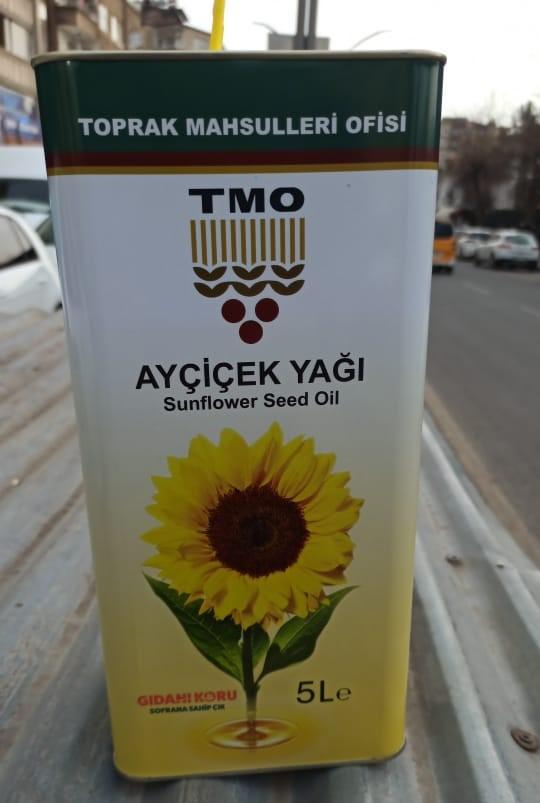 TOPRAK MAHSULLERİ OFİSİ
TMO
AYÇİÇEK YAĞI
Sunflower Seed Oil
GIDANI KORU
SOFRANA SAHİP ÇIK
5L℮